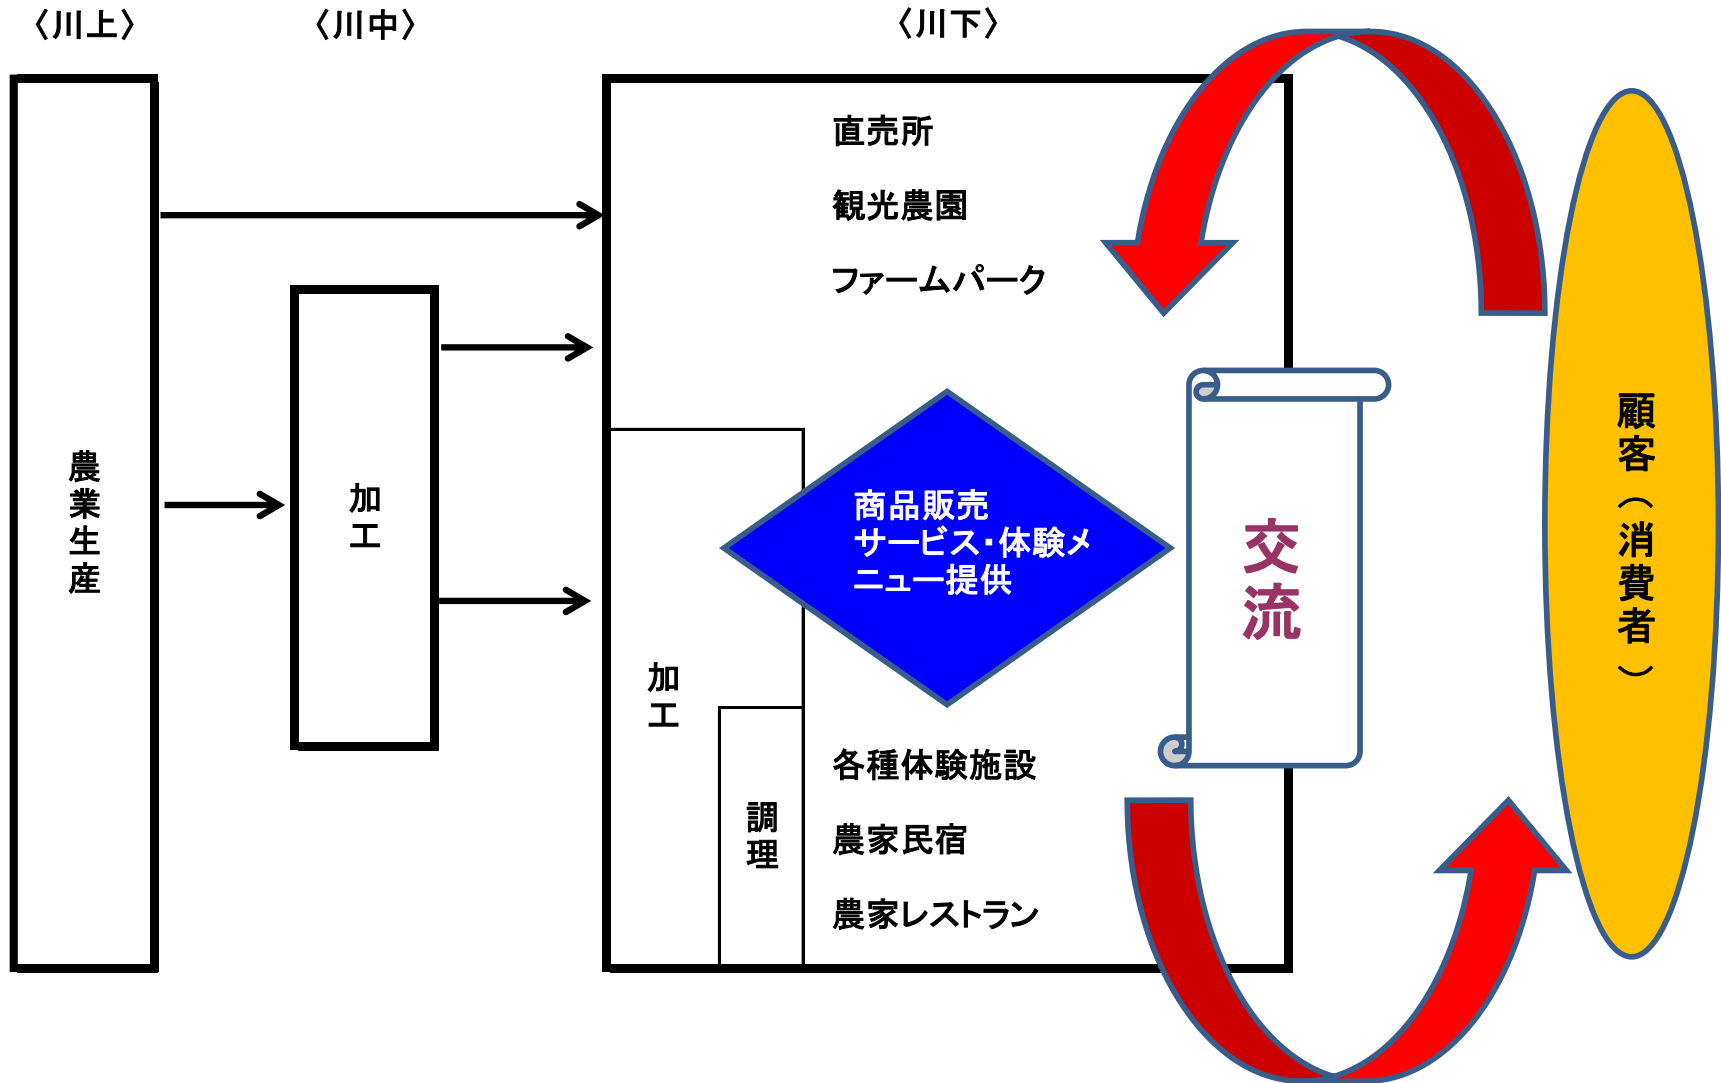 〈川上〉
〈川中〉
〈川下〉
農業生産
加工
直売所
観光農園
ファームパーク
商品販売
サービス・体験メ
ニュー提供
加工
調理
各種体験施設
農家民宿
農家レストラン
交流
顧客（消費者）